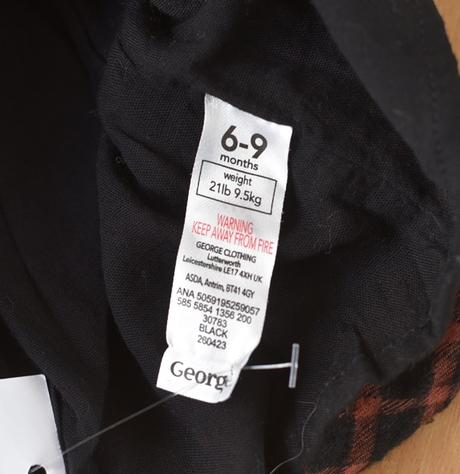 6-9
months
weight
21lb 9.5kg
WARNING
KEEP AWAY FROM FIRE
GEORGE CLOTHING
Lutterworth
Leicestershire LE17 4XH UK
ASDA, Antrim, BT41 4GY
ANA 5059195259057
585 5854 1356 200
30783
BLACK
260423
George